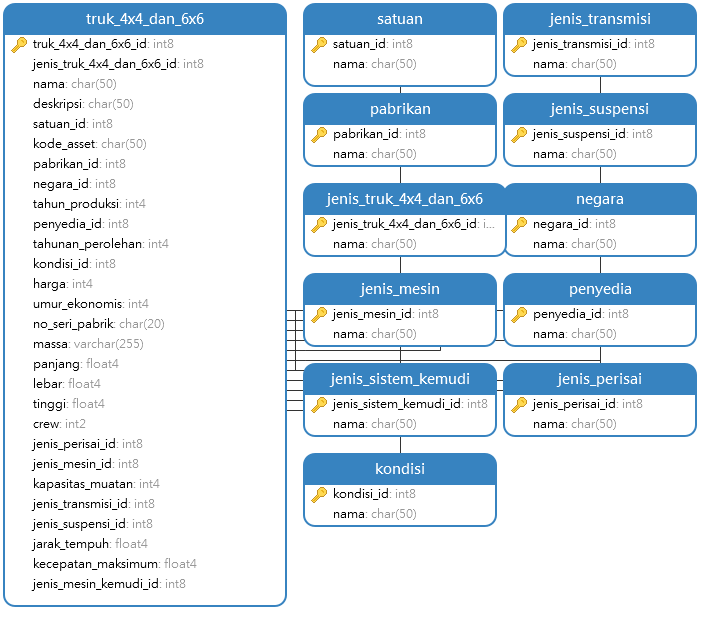 truk_4x4_dan_6x6
truk_4x4_dan_6x6_id: int8
jenis_truk_4x4_dan_6x6_id: int8
nama: char(50)
deskripsi: char(50)
satuan_id: int8
kode_asset: char(50)
pabrikan_id: int8
negara_id: int8
tahun_produksi: int4
penyedia_id: int8
tahunan_perolehan: int4
kondisi_id: int8
harga: int4
umur_ekonomis: int4
no_seri_pabrik: char(20)
massa: varchar(255)
panjang: float4
lebar: float4
tinggi: float4
crew: int2
jenis_perisai_id: int8
jenis_mesin_id: int8
kapasitas_muatan: int4
jenis_transmisi_id: int8
jenis_suspensi_id: int8
jarak_tempuh: float4
kecepatan_maksimum: float4
jenis_mesin_kemudi_id: int8
satuan
satuan_id: int8
nama: char(50)
pabrikan
pabrikan_id: int8
nama: char(50)
jenis_truk_4x4_dan_6x6
jenis_truk_4x4_dan_6x6_id: i...
nama: char(50)
jenis_mesin
jenis_mesin_id: int8
nama: char(50)
jenis_sistem_kemudi
jenis_sistem_kemudi_id: int8
nama: char(50)
kondisi
kondisi_id: int8
nama: char(50)
jenis_transmisi
jenis_transmisi_id: int8
nama: char(50)
jenis_suspensi
jenis_suspensi_id: int8
nama: char(50)
negara
negara_id: int8
nama: char(50)
penyedia
penyedia_id: int8
nama: char(50)
jenis_perisai
jenis_perisai_id: int8
nama: char(50)